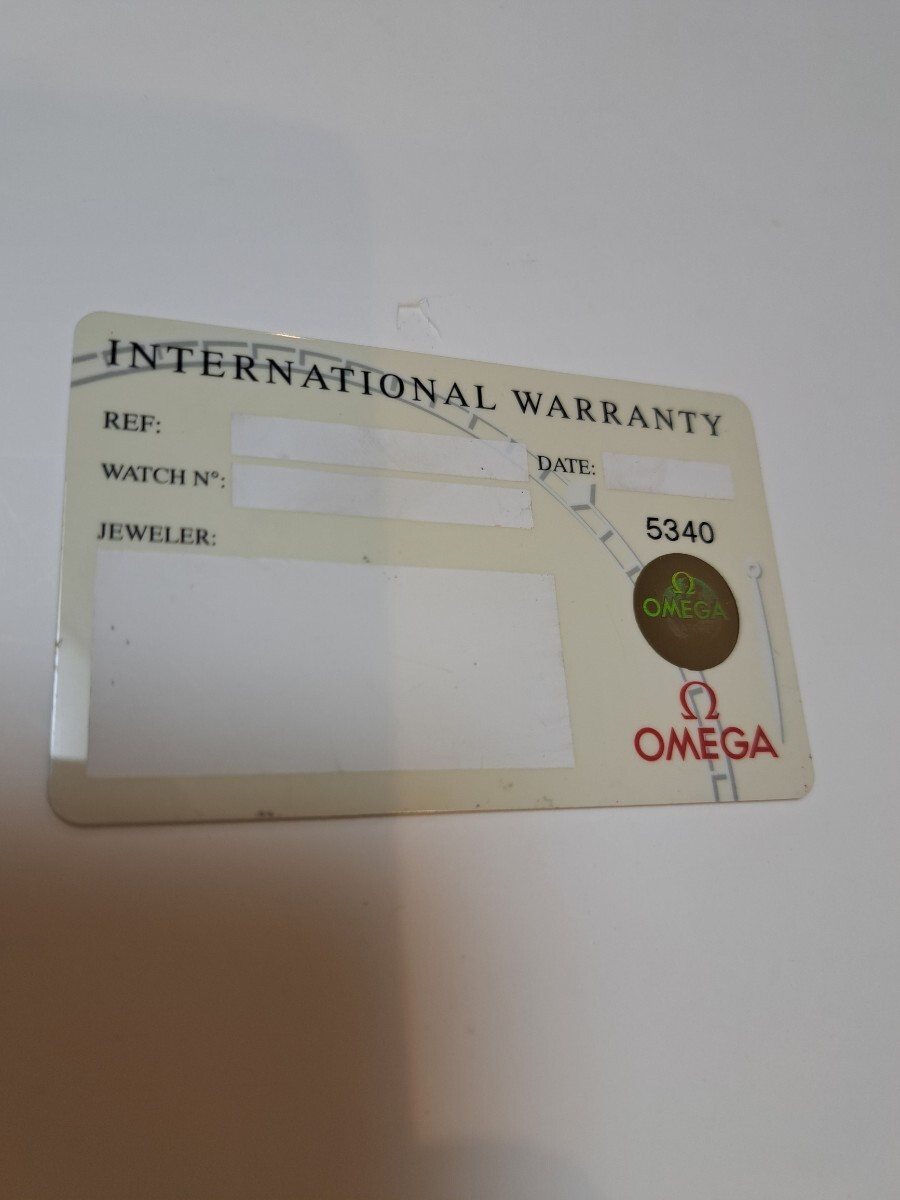 INTERNATIONAL WARRANTY
REF:
DATE:
WATCH N°:
5340
JEWELER:
Ω
OMEGA
Ω
OMEGA